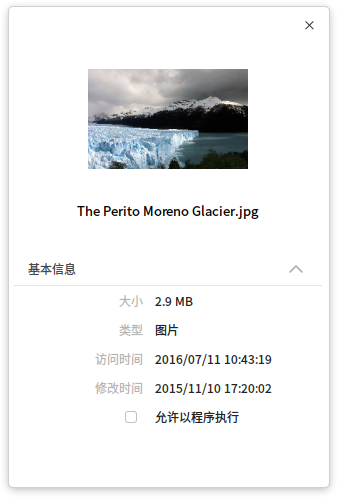 The Perito Moreno Glacier.jpg
基本信息
大小 2.9 MB
类型 图片
访问时间 2016/07/11 10:43:19
修改时间 2015/11/10 17:20:02
允许以程序执行